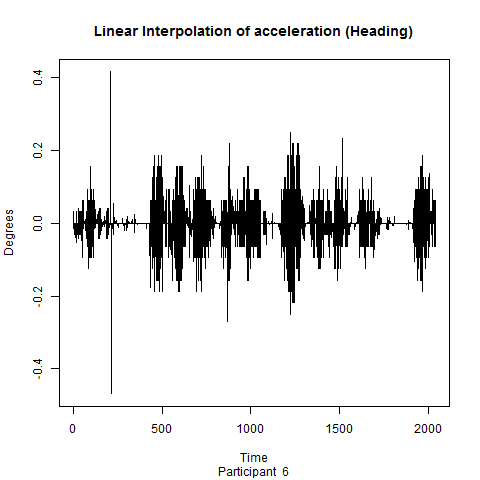 Linear Interpolation of acceleration (Heading)
Degrees
0.4
0.2
0.0
-0.2
-0.4
0 500 1000 1500 2000
Time
Participant 6